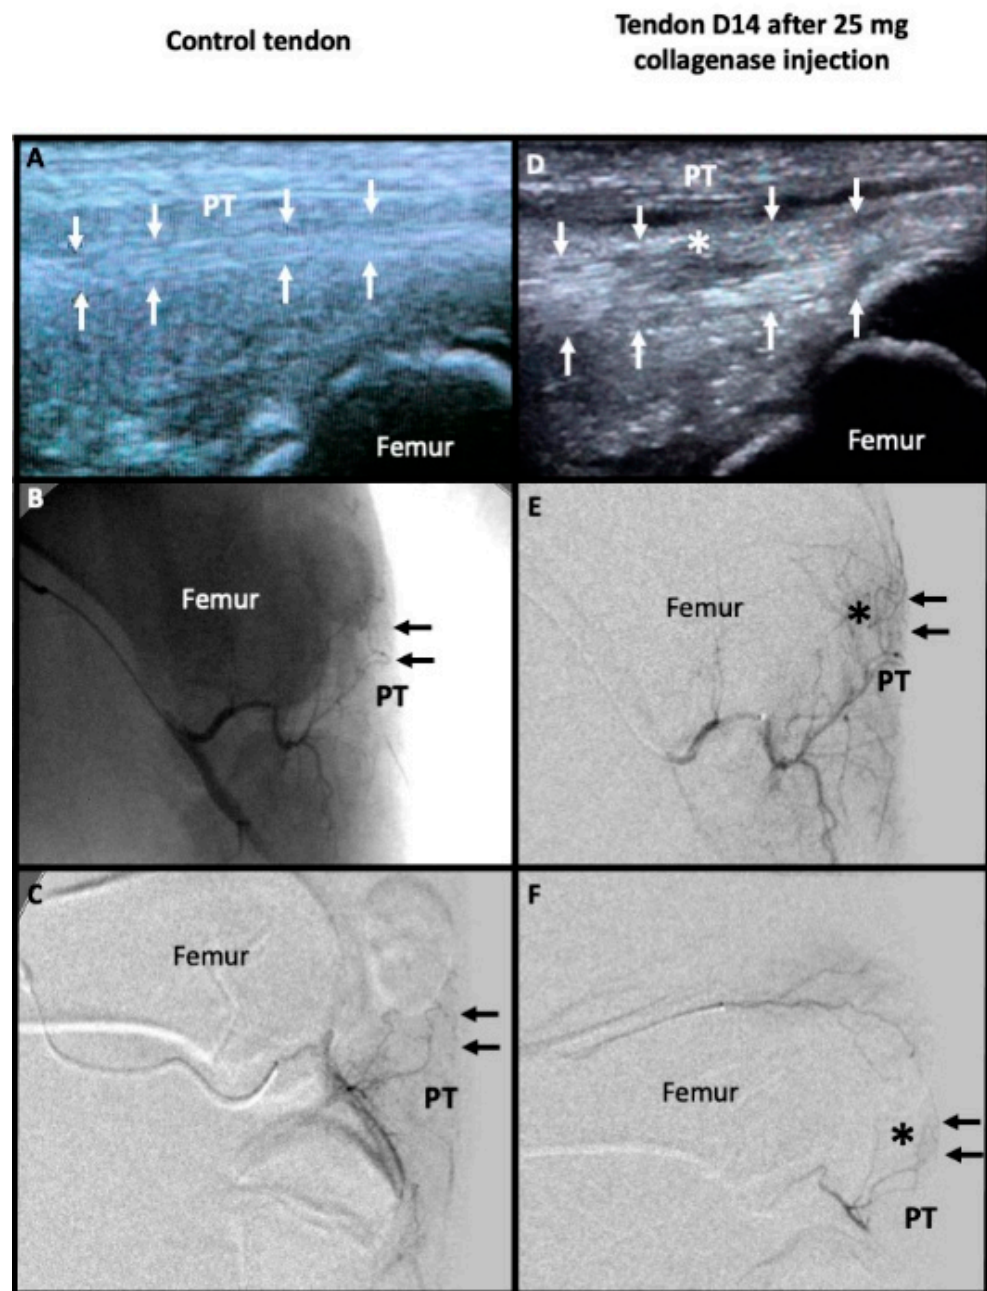 Control tendon
Tendon D14 after 25 mg
collagenase injection
A
PT
Femur
D
PT
*
Femur
B
Femur
PT
E
Femur
*
PT
C
Femur
PT
F
Femur
*
PT